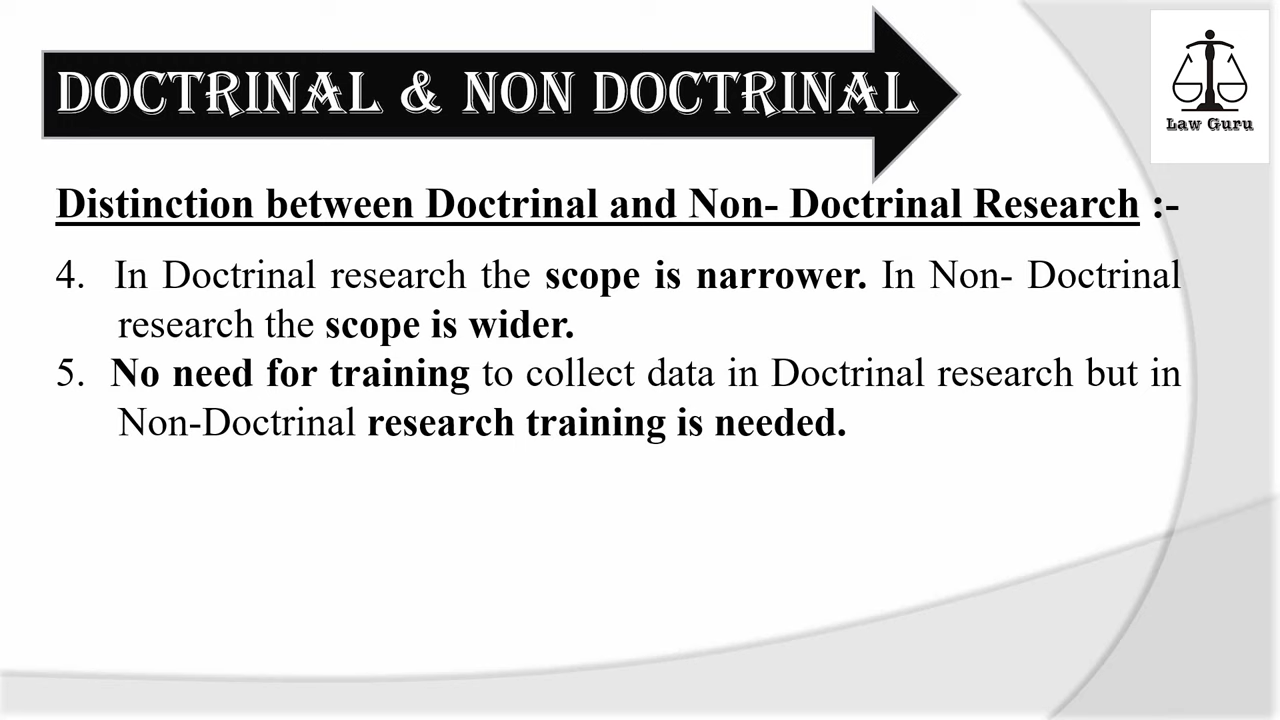 DOCTRINAL & NON DOCTRINAL
Law Guru
Distinction between Doctrinal and Non- Doctrinal Research :-
4. In Doctrinal research the scope is narrower. In Non- Doctrinal
research the scope is wider.
5. No need for training to collect data in Doctrinal research but in
Non-Doctrinal research training is needed.